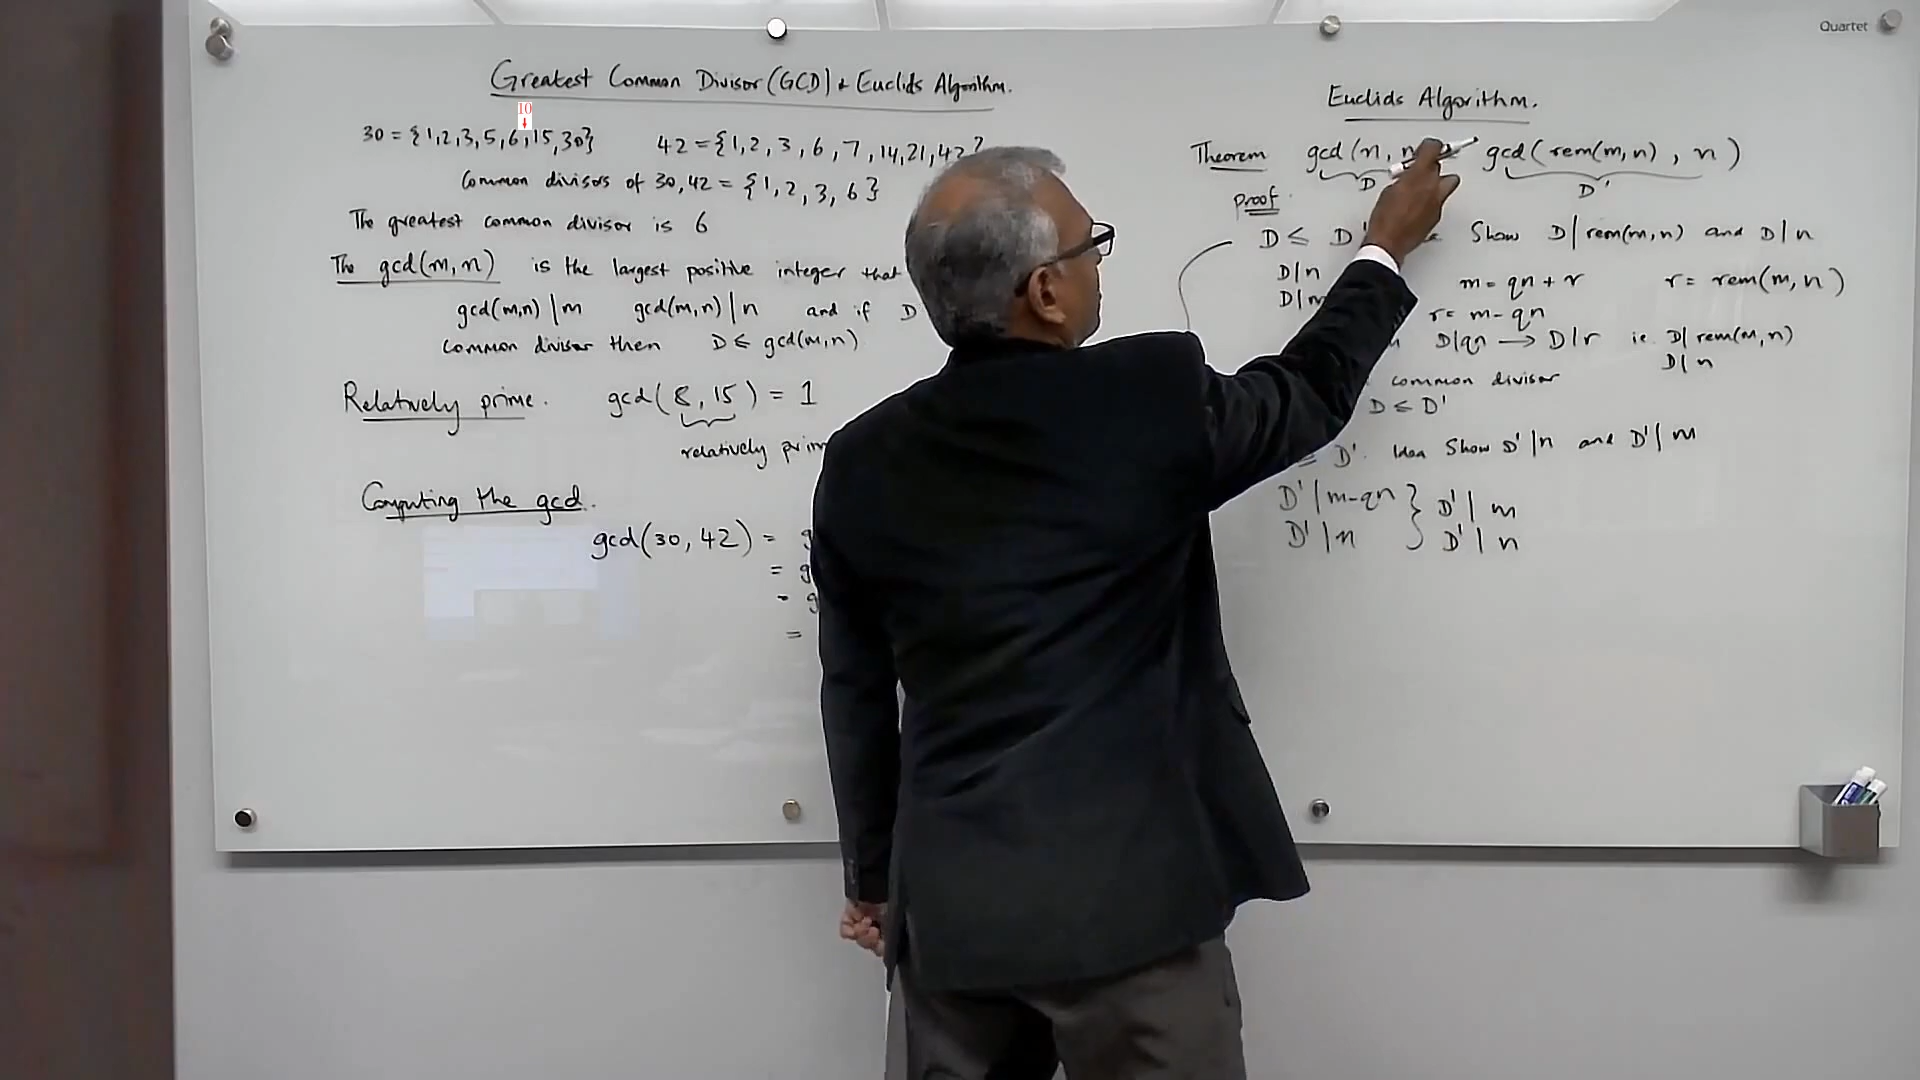 Quartet
Greatest Common Divisor (GCD) & Euclids Algorithm.
10
30 = {1,2,3,5,6,15,30} 42 = {1,2,3,6,7,14,21,42}
Common divisors of 30,42 = {1,2,3,6}
The greatest common divisor is 6
The gcd(m,n) is the largest positive integer that
gcd(m,n)|m gcd(m,n)|n and if D
common divisor then D ≤ gcd(m,n)
Relatively prime. gcd(8,15) = 1
relatively prim
Computing the gcd.
gcd(30,42) = g
= g
= g
=
Euclids Algorithm.
Theorem gcd(m, gcd(rem(m,n), n)
D D'
proof.
D ≤ D' Show D|rem(m,n) and D|n
D|n m = qn + r r = rem(m,n)
D|m r = m - qn
D|qn → D|r ie. D|rem(m,n)
D|n
common divisor
D ≤ D'
D'. Idea Show D'|n and D'|m
D'|m-qn } D'|m
D'|n D'|n